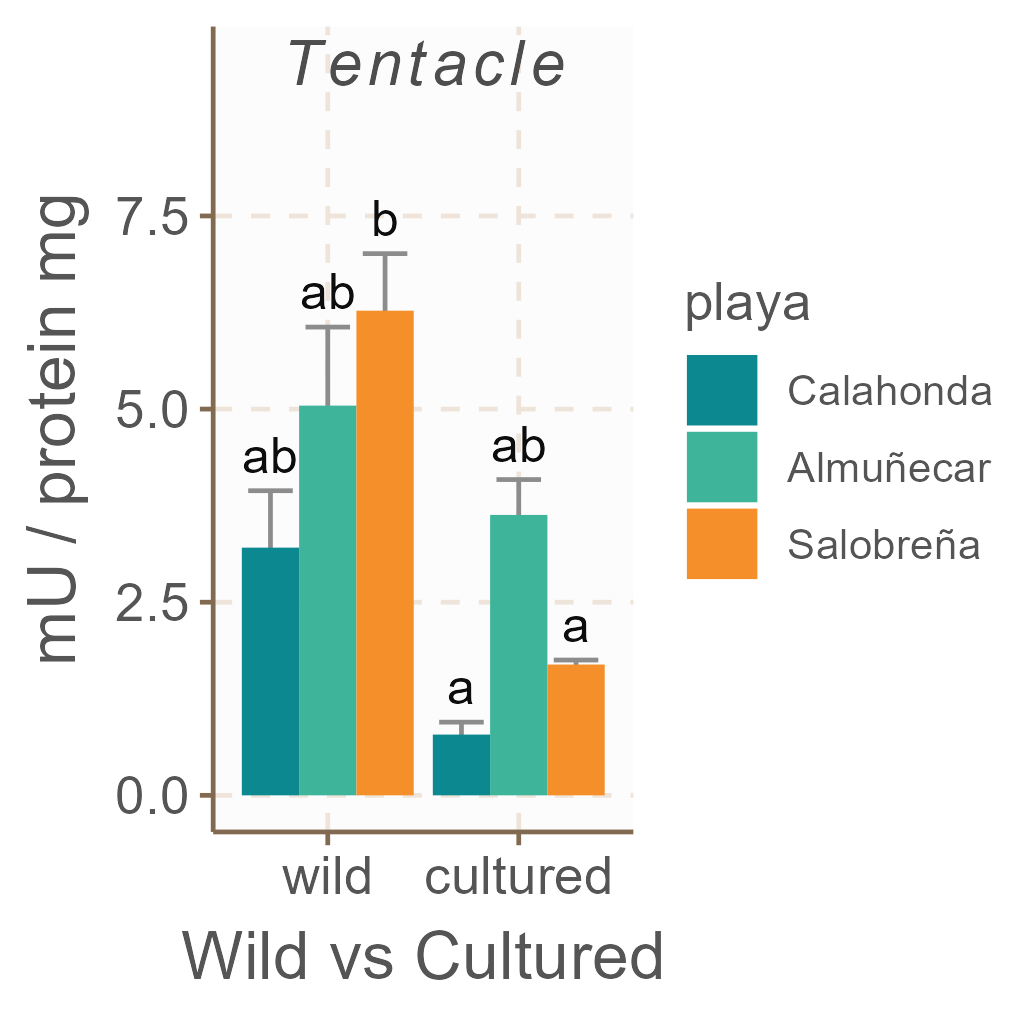 Tentacle
mU / protein mg
7.5
5.0
2.5
0.0
ab
ab
b
a
ab
a
wild
cultured
Wild vs Cultured
playa
Calahonda
Almuñecar
Salobreña